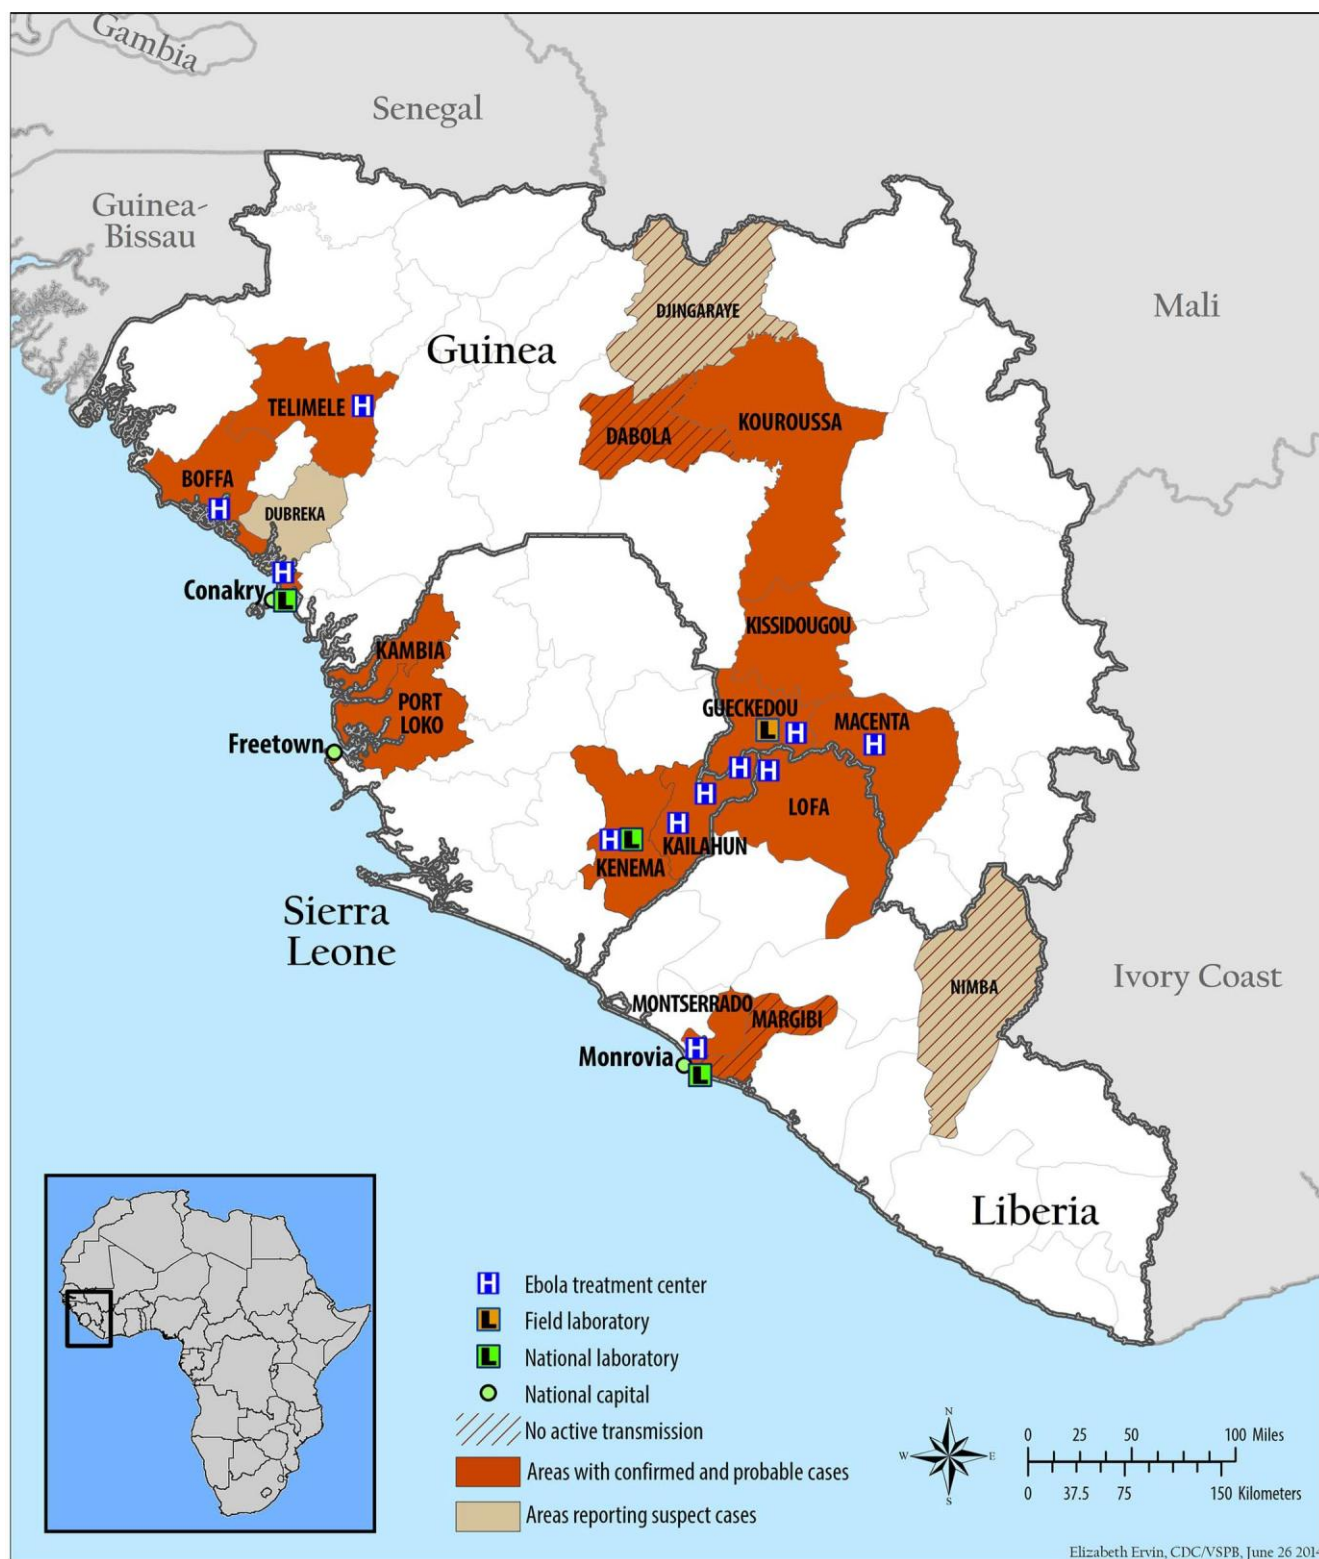 Gambia
Senegal
Guinea-
Bissau
Mali
DJINGARAYE
Guinea
TELIMELE
H
KOUROUSSA
DABOLA
BOFFA
H
DUBREKA
H
Conakry
L
KISSIDOUGOU
KAMBIA
PORT
LOKO
GUECKEDOU
MACENTA
L
H
H
Freetown
H
H
H
LOFA
H
KAILAHUN
H
L
KENEMA
Sierra
Leone
Ivory Coast
NIMBA
MONTSERRADO
MARGIBI
H
Monrovia
L
Liberia
H Ebola treatment center
L Field laboratory
L National laboratory
National capital
No active transmission
Areas with confirmed and probable cases
Areas reporting suspect cases
N
W E
S
0 25 50 100 Miles
0 37.5 75 150 Kilometers
Elizabeth Ervin, CDC/VSPB, June 26 2014